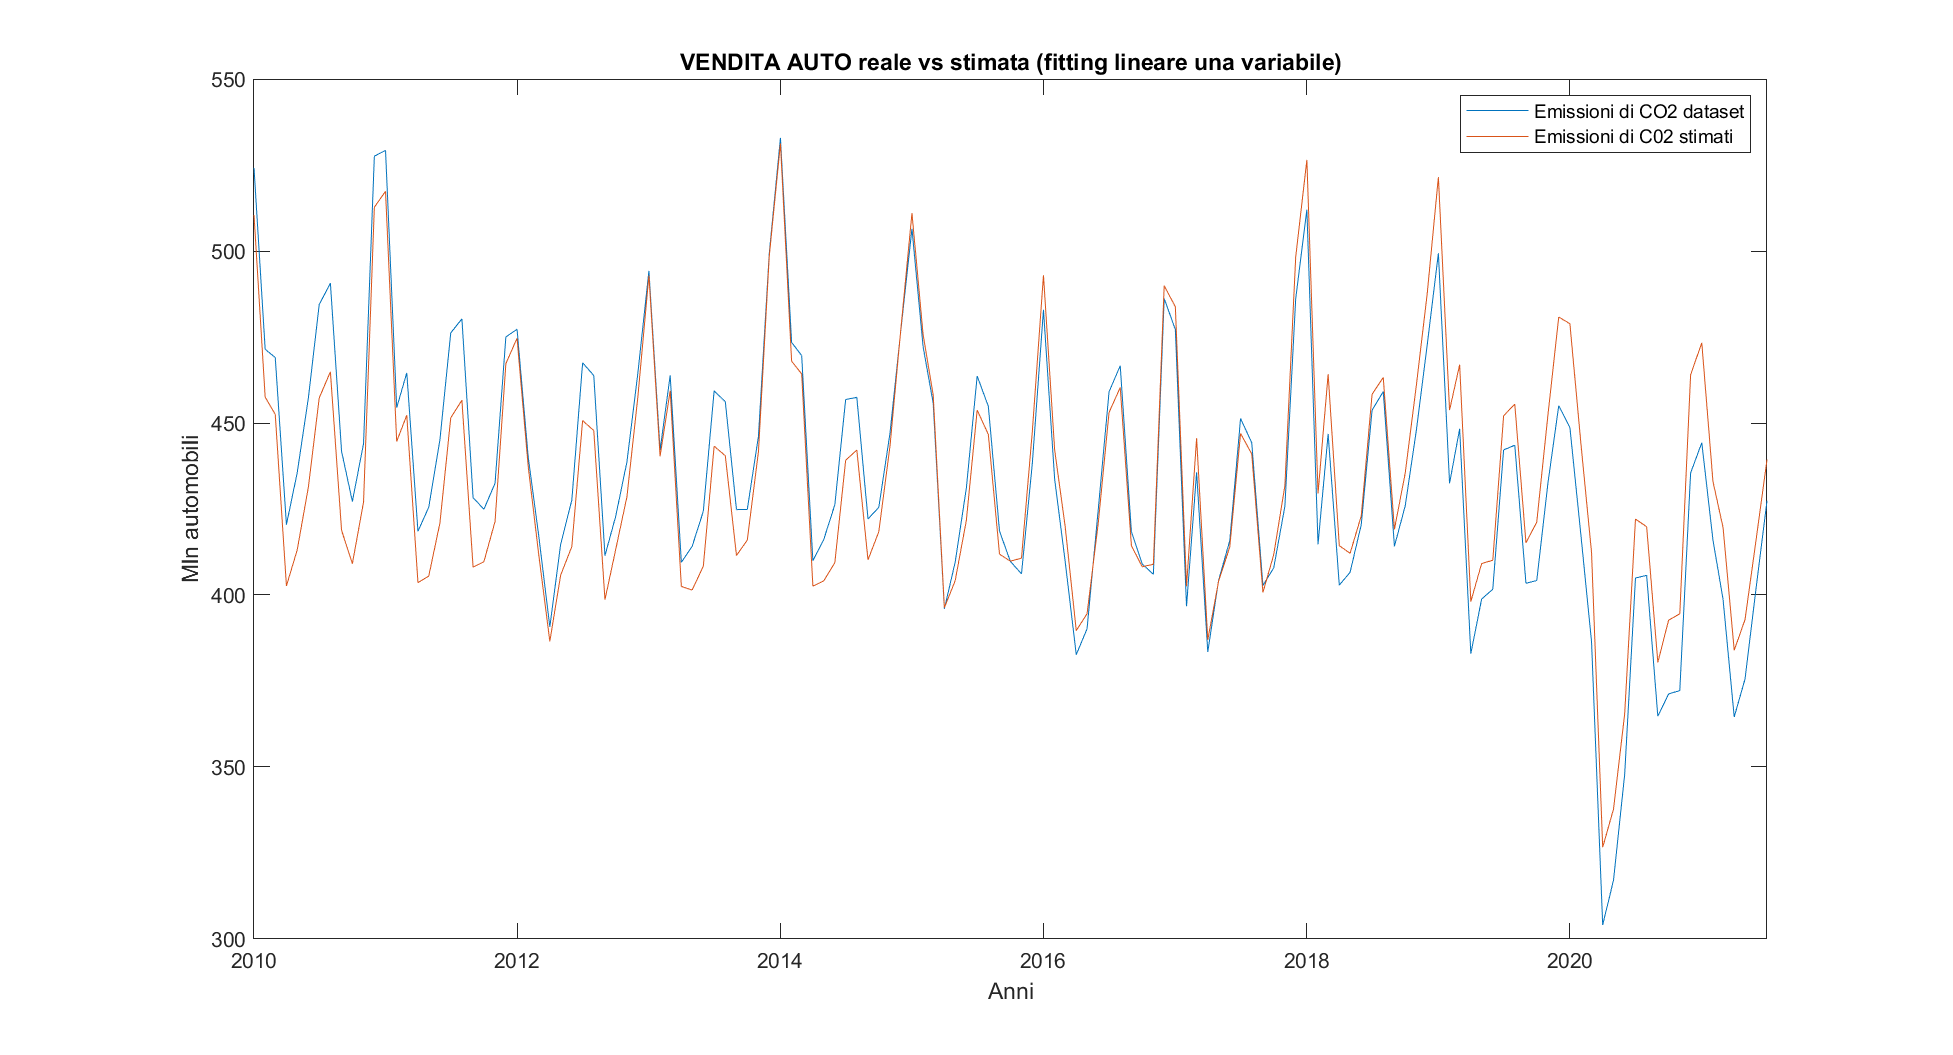 VENDITA AUTO reale vs stimata (fitting lineare una variabile)
550
500
450
400
350
300
Mln automobili
Emissioni di CO2 dataset
Emissioni di C02 stimati
2010 2012 2014 2016 2018 2020
Anni